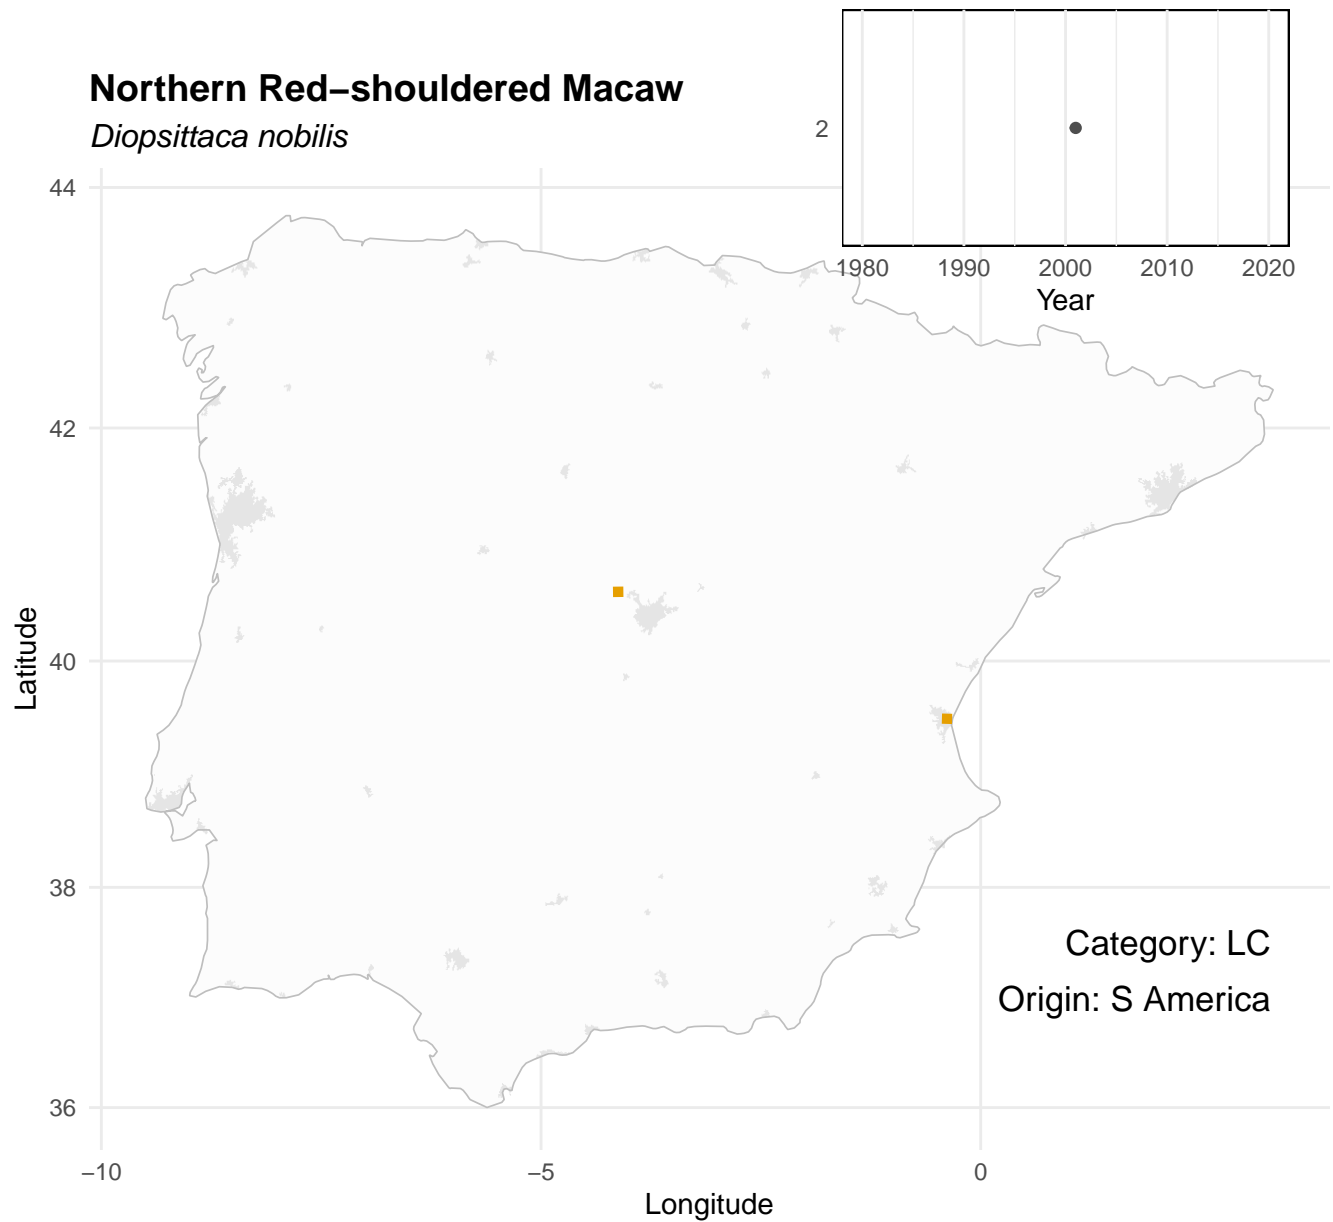 Northern Red−shouldered Macaw
Diopsittaca nobilis
2
1980 1990 2000 2010 2020
Year
44
42
40
38
36
Latitude
Category: LC
Origin: S America
−10 −5 0
Longitude